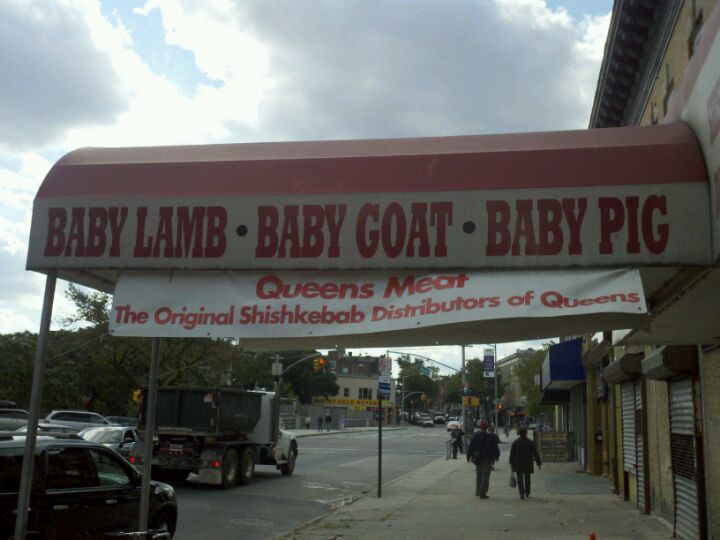 BABY LAMB • BABY GOAT • BABY PIG
Queens Meat
The Original Shishkebab Distributors of Queens